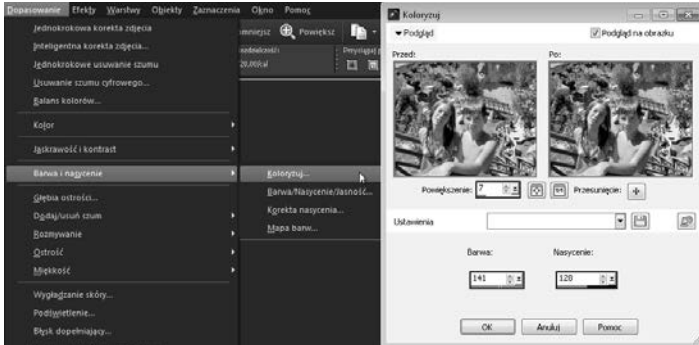 Dopasowanie Efekty Warstwy Obiekty Zaznaczenia Okno Pomoc
Jednokrokowa korekta zdjęcia
Inteligentna korekta zdjęcia...
Jednokrokowe usuwanie szumu
Usuwanie szumu cyfrowego...
Balans kolorów...
Kolor
Jaskrawość i kontrast
Barwa i nasycenie
Głębia ostrości...
Dodaj/usuń szum
Rozmywanie
Ostrość
Miękkość
Wygładzanie skóry...
Podświetlenie...
Błysk dopełniający...
Powiększ
Koloryzuj...
Barwa/Nasycenie/Jasność...
Korekta nasycenia...
Mapa barw...
Koloryzuj
Podgląd
Podgląd na obrazku
Przed:
Po:
Powiększenie: 7
Przesunięcie:
Ustawienia
Barwa:
Nasycenie:
141
128
OK
Anuluj
Pomoc